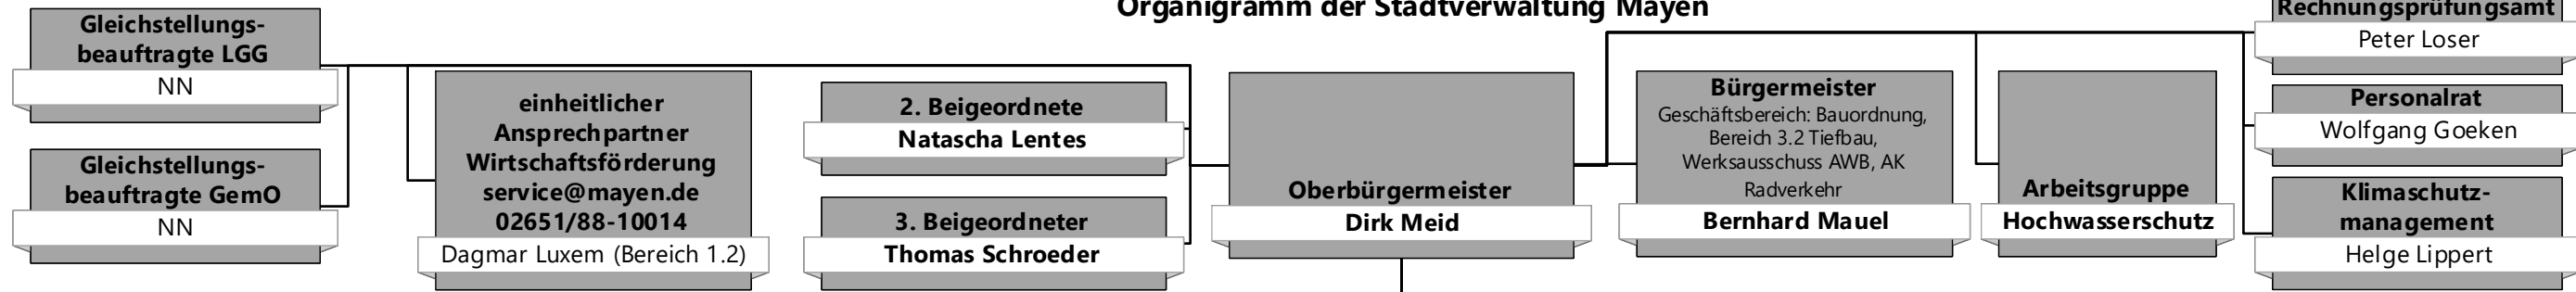 Organigramm der Stadtverwaltung Mayen
Gleichstellungs-
beauftragte LGG
NN
Gleichstellungs-
beauftragte GemO
NN
einheitlicher
Ansprechpartner
Wirtschaftsförderung
service@mayen.de
02651/88-10014
Dagmar Luxem (Bereich 1.2)
2. Beigeordnete
Natascha Lentes
3. Beigeordneter
Thomas Schroeder
Oberbürgermeister
Dirk Meid
Bürgermeister
Geschäftsbereich: Bauordnung,
Bereich 3.2 Tiefbau,
Werksausschuss AWB, AK
Radverkehr
Bernhard Mauel
Arbeitsgruppe
Hochwasserschutz
Rechnungsprüfungsamt
Peter Loser
Personalrat
Wolfgang Goeken
Klimaschutz-
management
Helge Lippert